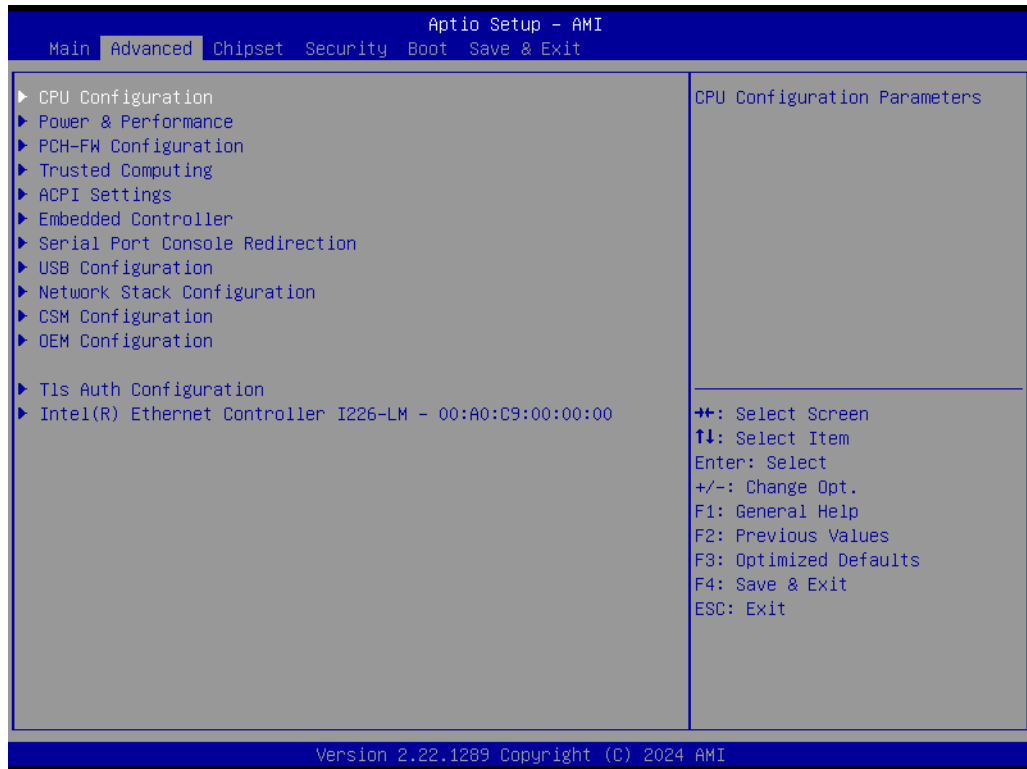 Aptio Setup – AMI
Main Advanced Chipset Security Boot Save & Exit
▶ CPU Configuration
▶ Power & Performance
▶ PCH-FW Configuration
▶ Trusted Computing
▶ ACPI Settings
▶ Embedded Controller
▶ Serial Port Console Redirection
▶ USB Configuration
▶ Network Stack Configuration
▶ CSM Configuration
▶ OEM Configuration
▶ Tls Auth Configuration
▶ Intel(R) Ethernet Controller I226-LM – 00:A0:C9:00:00:00
CPU Configuration Parameters
→←: Select Screen
↑↓: Select Item
Enter: Select
+/-: Change Opt.
F1: General Help
F2: Previous Values
F3: Optimized Defaults
F4: Save & Exit
ESC: Exit
Version 2.22.1289 Copyright (C) 2024 AMI